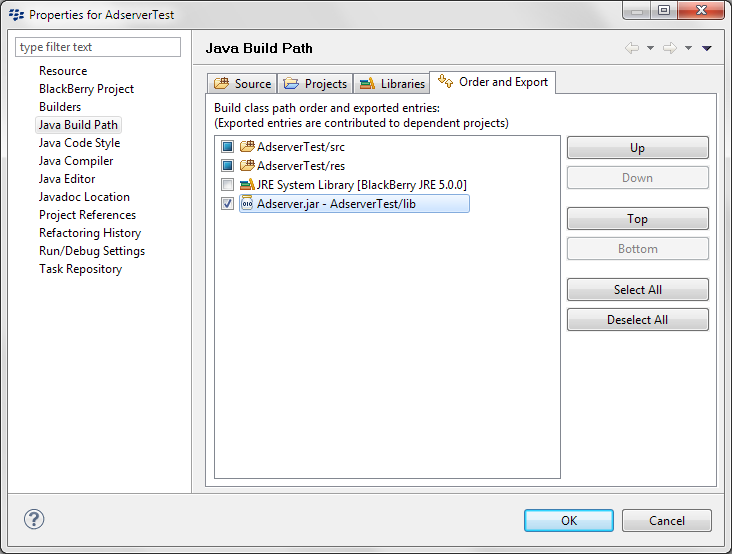 Properties for AdserverTest
type filter text
Resource
BlackBerry Project
Builders
Java Build Path
Java Code Style
Java Compiler
Java Editor
Javadoc Location
Project References
Refactoring History
Run/Debug Settings
Task Repository
Java Build Path
Source Projects Libraries Order and Export
Build class path order and exported entries:
(Exported entries are contributed to dependent projects)
AdserverTest/src
AdserverTest/res
JRE System Library [BlackBerry JRE 5.0.0]
010 Adserver.jar - AdserverTest/lib
Up
Down
Top
Bottom
Select All
Deselect All
?
OK Cancel